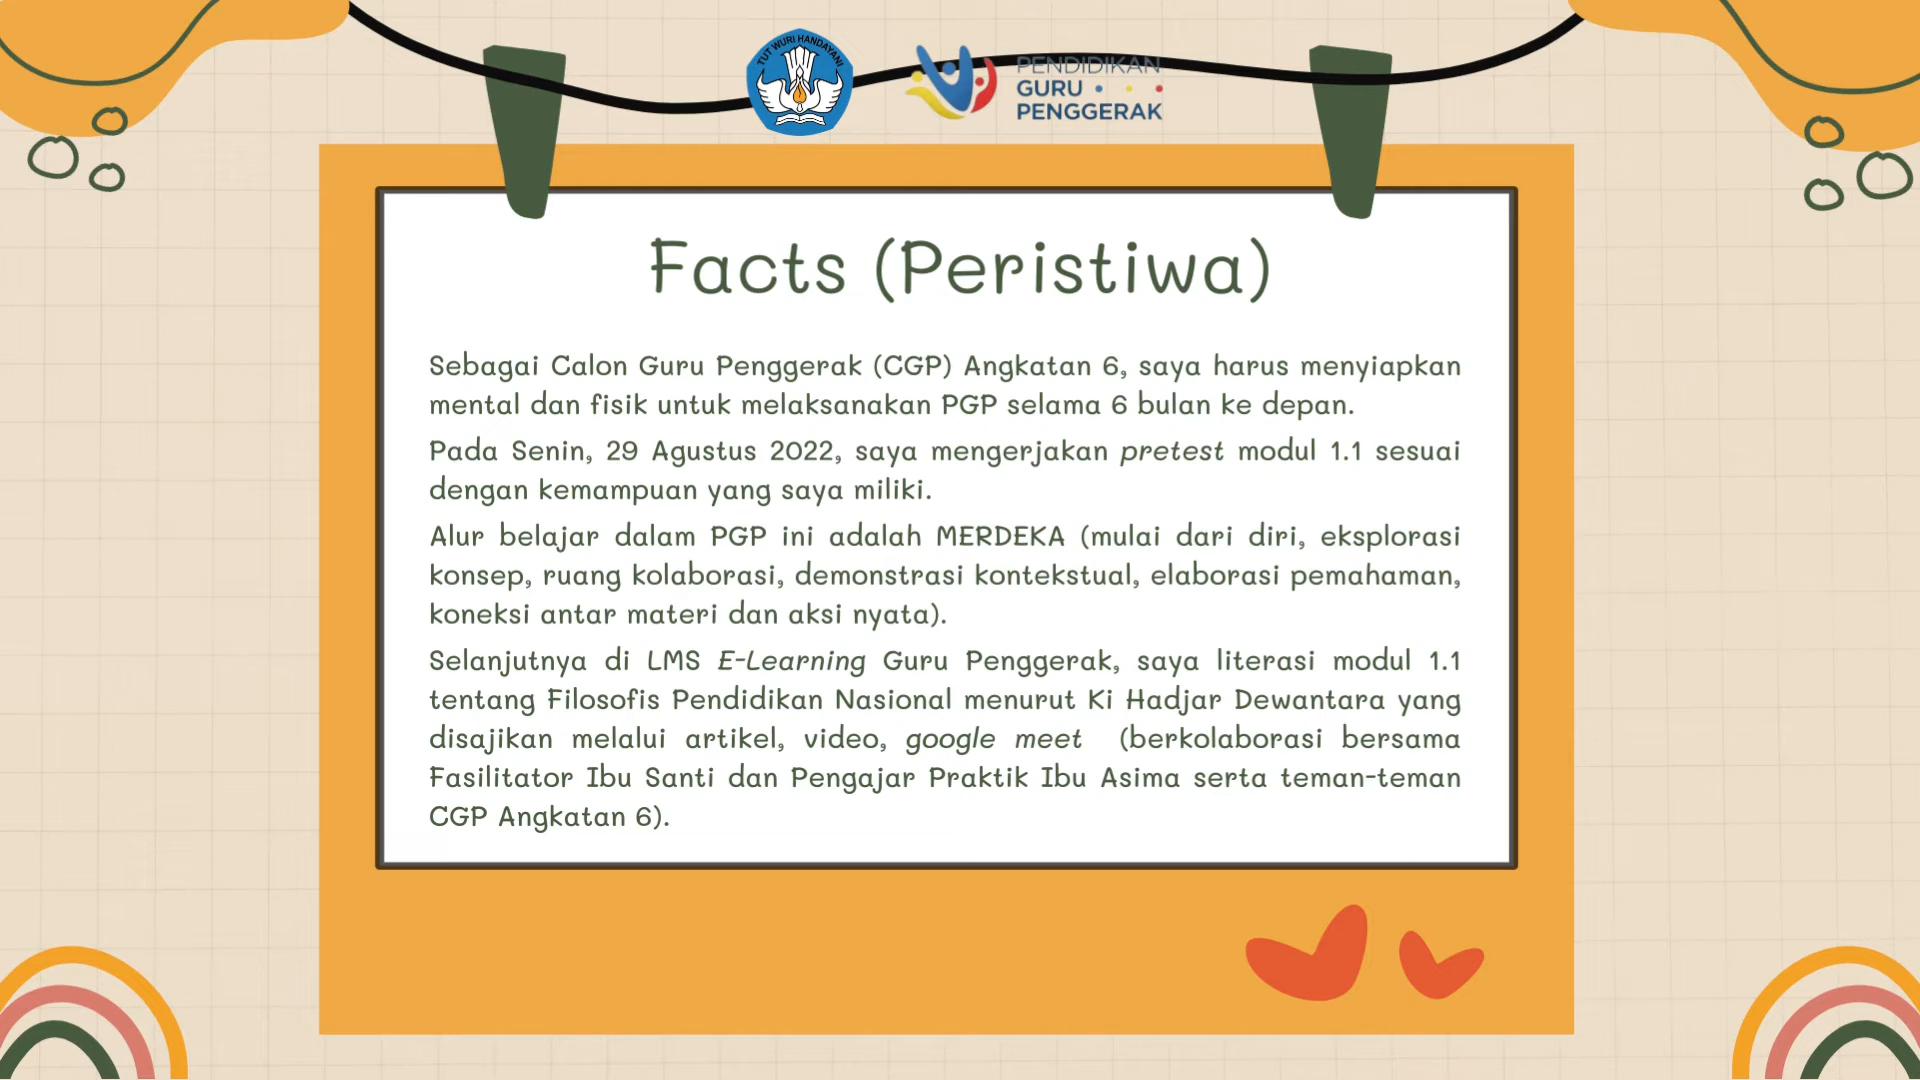 TUT WURI HANDAYANI
PENDIDIKAN
GURU
PENGGERAK
Facts (Peristiwa)
Sebagai Calon Guru Penggerak (CGP) Angkatan 6, saya harus menyiapkan
mental dan fisik untuk melaksanakan PGP selama 6 bulan ke depan.
Pada Senin, 29 Agustus 2022, saya mengerjakan pretest modul 1.1 sesuai
dengan kemampuan yang saya miliki.
Alur belajar dalam PGP ini adalah MERDEKA (mulai dari diri, eksplorasi
konsep, ruang kolaborasi, demonstrasi kontekstual, elaborasi pemahaman,
koneksi antar materi dan aksi nyata).
Selanjutnya di LMS E-Learning Guru Penggerak, saya literasi modul 1.1
tentang Filosofis Pendidikan Nasional menurut Ki Hadjar Dewantara yang
disajikan melalui artikel, video, google meet (berkolaborasi bersama
Fasilitator Ibu Santi dan Pengajar Praktik Ibu Asima serta teman-teman
CGP Angkatan 6).